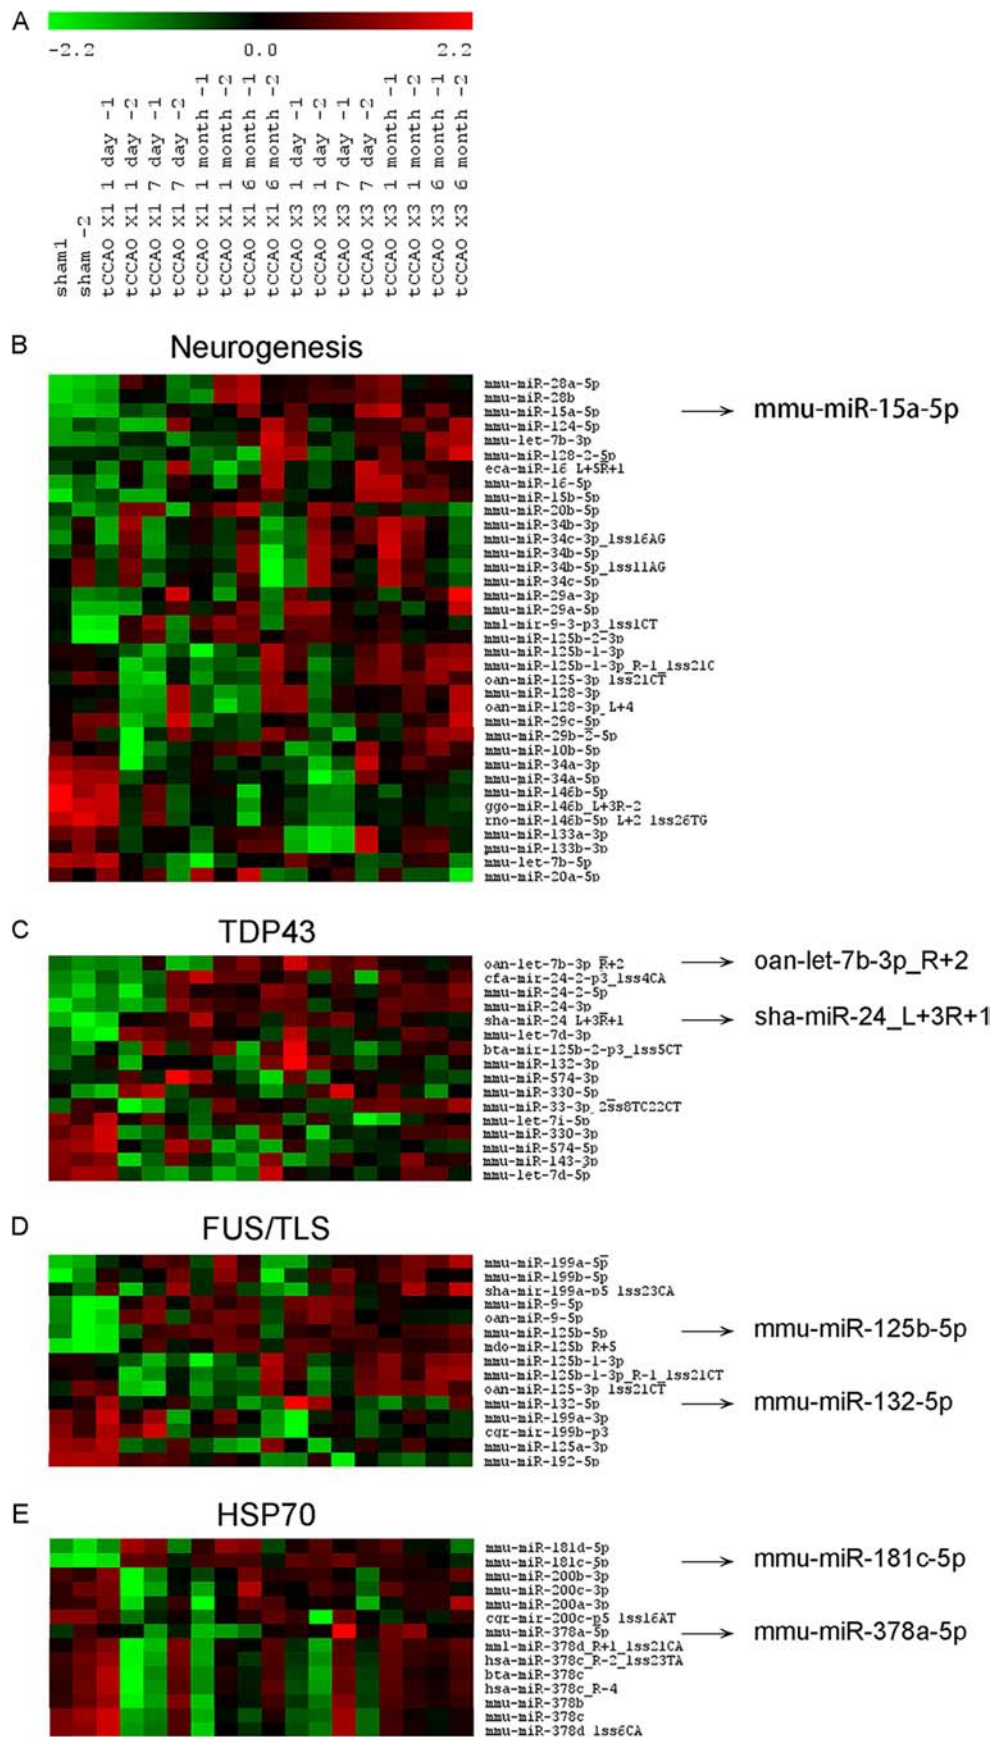 A
-2.2 0.0 2.2
sham1
sham -2
tCCAO X1 1 day -1
tCCAO X1 1 day -2
tCCAO X1 7 day -1
tCCAO X1 7 day -2
tCCAO X1 1 month -1
tCCAO X1 1 month -2
tCCAO X1 6 month -1
tCCAO X1 6 month -2
tCCAO X3 1 day -1
tCCAO X3 1 day -2
tCCAO X3 7 day -1
tCCAO X3 7 day -2
tCCAO X3 1 month -1
tCCAO X3 1 month -2
tCCAO X3 6 month -1
tCCAO X3 6 month -2
B
Neurogenesis
mmu-miR-28a-5p
mmu-miR-28b
mmu-miR-15a-5p → mmu-miR-15a-5p
mmu-miR-124-5p
mmu-let-7b-3p
mmu-miR-128-2-5p
eca-miR-16_L+5R+1
mmu-miR-16-5p
mmu-miR-15b-5p
mmu-miR-20b-5p
mmu-miR-34b-3p
mmu-miR-34c-3p_1ss16AG
mmu-miR-34b-5p
mmu-miR-34b-5p_1ss11AG
mmu-miR-34c-5p
mmu-miR-29a-3p
mmu-miR-29a-5p
mml-mir-9-3-p3_1ss1CT
mmu-miR-125b-2-3p
mmu-miR-125b-1-3p
mmu-miR-125b-1-3p_R-1_1ss21C
oan-miR-125-3p_1ss21CT
mmu-miR-128-3p
oan-miR-128-3p_L+4
mmu-miR-29c-5p
mmu-miR-29b-2-5p
mmu-miR-10b-5p
mmu-miR-34a-3p
mmu-miR-34a-5p
mmu-miR-146b-5p
ggo-miR-146b_L+3R-2
rno-miR-146b-5p_L+2_1ss26TG
mmu-miR-133a-3p
mmu-miR-133b-3p
mmu-let-7b-5p
mmu-miR-20a-5p
C
TDP43
oan-let-7b-3p_R+2 → oan-let-7b-3p_R+2
cfa-mir-24-2-p3_1ss4CA
mmu-miR-24-2-5p
mmu-miR-24-3p
sha-miR-24_L+3R+1 → sha-miR-24_L+3R+1
mmu-let-7d-3p
bta-mir-125b-2-p3_1ss5CT
mmu-miR-132-3p
mmu-miR-574-3p
mmu-miR-330-5p
mmu-miR-33-3p_2ss8TC22CT
mmu-let-7i-5p
mmu-miR-330-3p
mmu-miR-574-5p
mmu-miR-143-3p
mmu-let-7d-5p
D
FUS/TLS
mmu-miR-199a-5p
mmu-miR-199b-5p
sha-mir-199a-p5_1ss23CA
mmu-miR-9-5p
oan-miR-9-5p
mmu-miR-125b-5p → mmu-miR-125b-5p
mdo-miR-125b_R+5
mmu-miR-125b-1-3p
mmu-miR-125b-1-3p_R-1_1ss21CT
oan-miR-125-3p_1ss21CT
mmu-miR-132-5p → mmu-miR-132-5p
mmu-miR-199a-3p
cgr-mir-199b-p3
mmu-miR-125a-3p
mmu-miR-192-5p
E
HSP70
mmu-miR-181d-5p
mmu-miR-181c-5p → mmu-miR-181c-5p
mmu-miR-200b-3p
mmu-miR-200c-3p
mmu-miR-200a-3p
cgr-mir-200c-p5_1ss16AT
mmu-miR-378a-5p → mmu-miR-378a-5p
mml-miR-378d_R+1_1ss21CA
hsa-miR-378c_R-2_1ss23TA
bta-miR-378c
hsa-miR-378c_R-4
mmu-miR-378b
mmu-miR-378c
mmu-miR-378d_1ss6CA